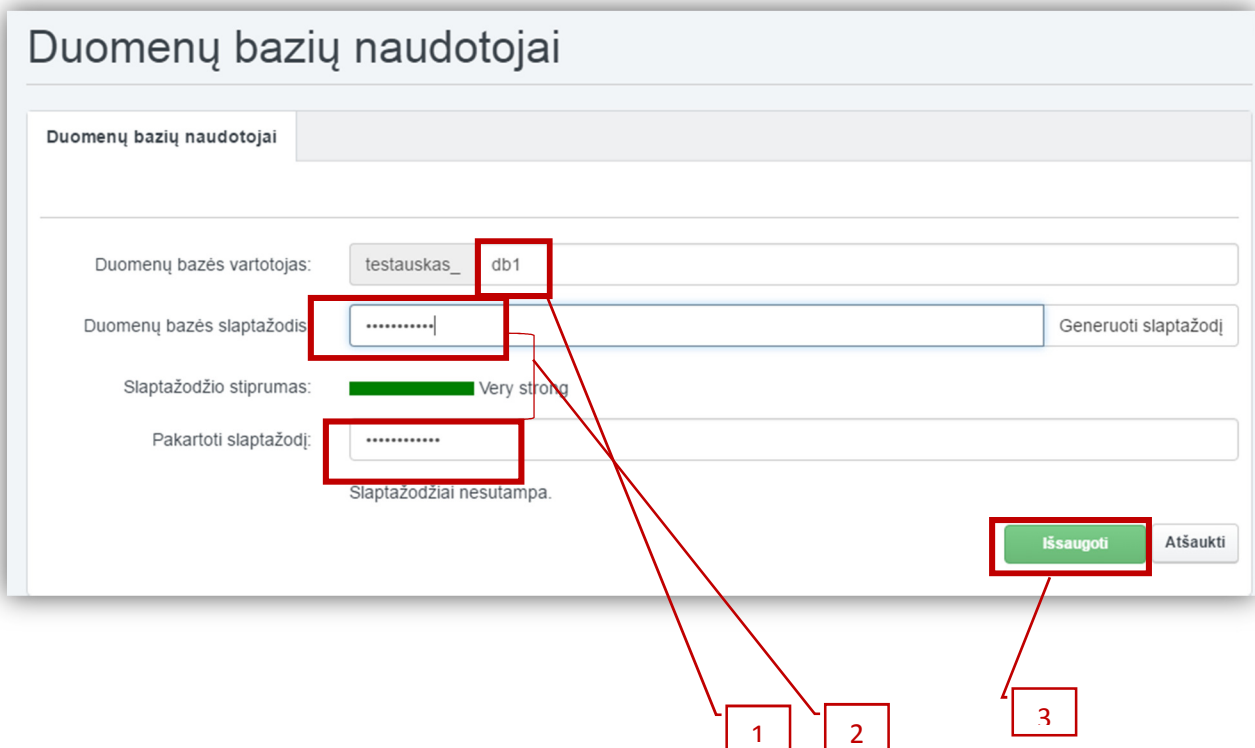 Duomenų bazių naudotojai
Duomenų bazių naudotojai
Duomenų bazės vartotojas: testauskas_ db1
Duomenų bazės slaptažodis ••••••••••• Generuoti slaptažodį
Slaptažodžio stiprumas: Very strong
Pakartoti slaptažodį: ••••••••••••
Slaptažodžiai nesutampa.
Išsaugoti Atšaukti
1 2 3